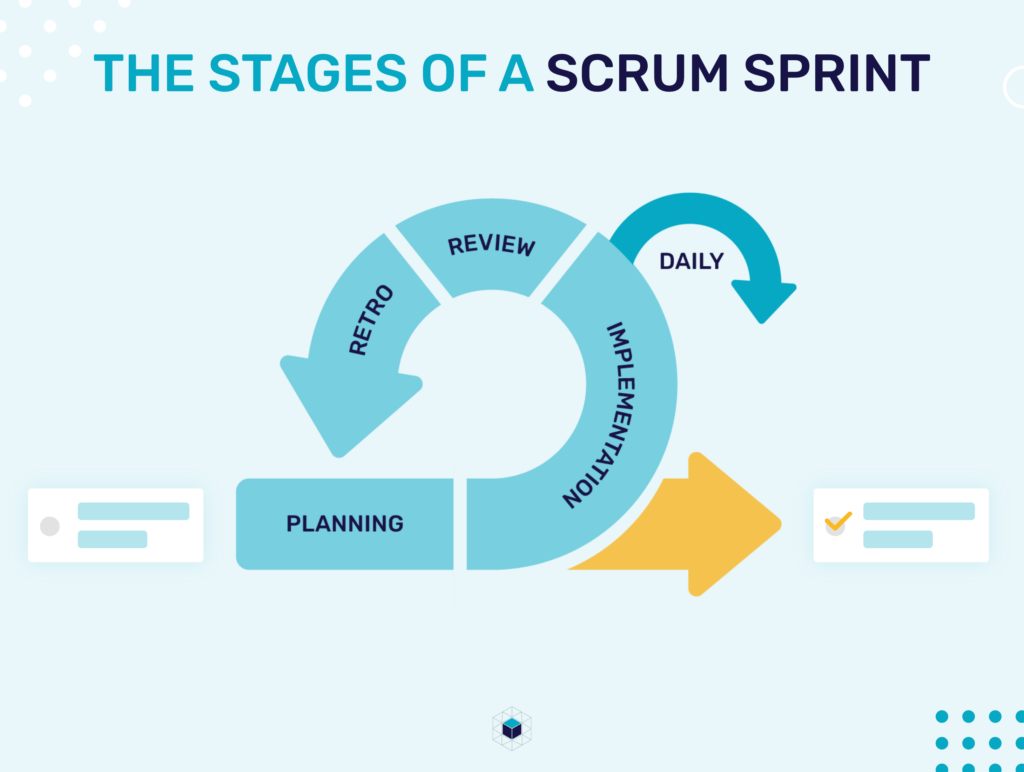 THE STAGES OF A SCRUM SPRINT
REVIEW
DAILY
RETRO
IMPLEMENTATION
PLANNING